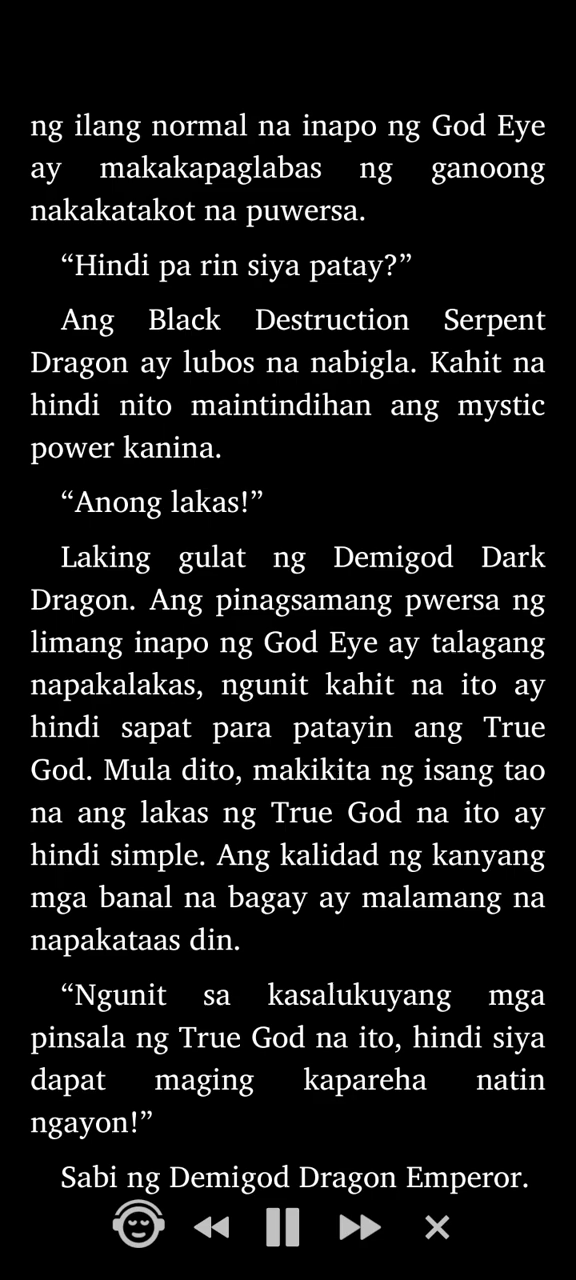 ng ilang normal na inapo ng God Eye
ay makakapaglabas ng ganoong
nakakatakot na puwersa.
“Hindi pa rin siya patay?”
Ang Black Destruction Serpent
Dragon ay lubos na nabigla. Kahit na
hindi nito maintindihan ang mystic
power kanina.
“Anong lakas!”
Laking gulat ng Demigod Dark
Dragon. Ang pinagsamang pwersa ng
limang inapo ng God Eye ay talagang
napakalakas, ngunit kahit na ito ay
hindi sapat para patayin ang True
God. Mula dito, makikita ng isang tao
na ang lakas ng True God na ito ay
hindi simple. Ang kalidad ng kanyang
mga banal na bagay ay malamang na
napakataas din.
“Ngunit sa kasalukuyang mga
pinsala ng True God na ito, hindi siya
dapat maging kapareha natin
ngayon!”
Sabi ng Demigod Dragon Emperor.